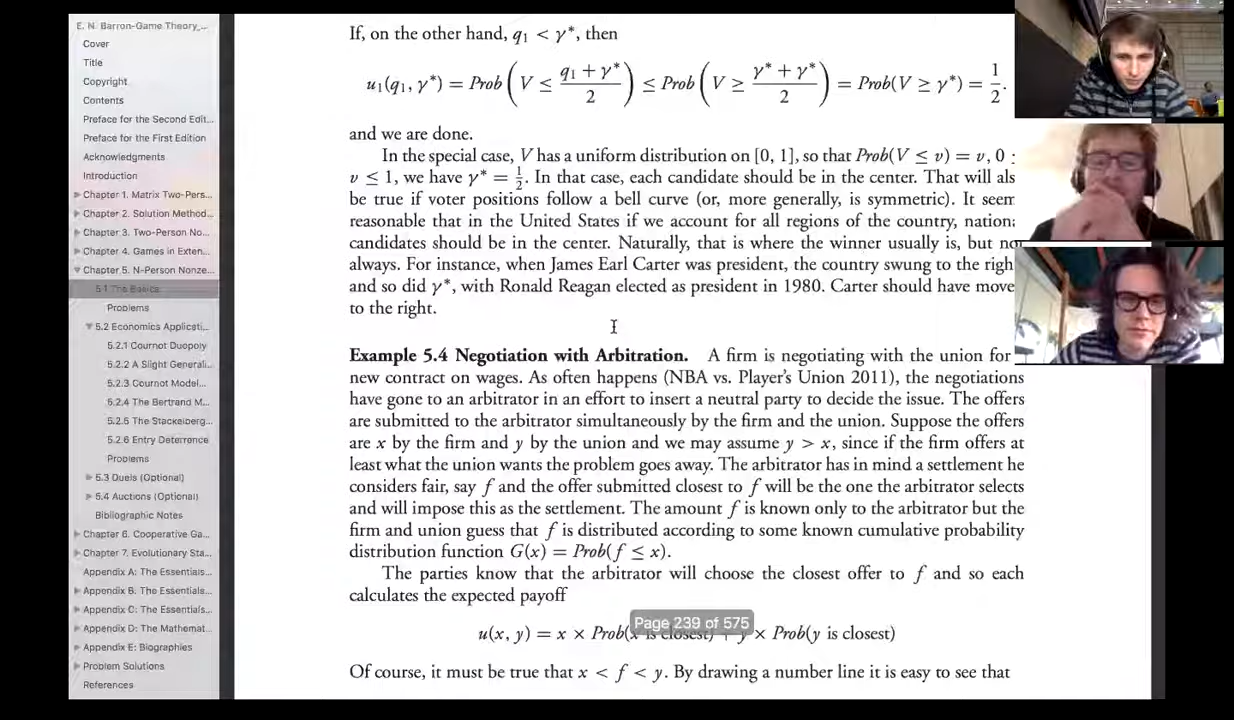 E. N. Barron-Game Theory_...
Cover
Title
Copyright
Contents
Preface for the Second Edit...
Preface for the First Edition
Acknowledgments
Introduction
Chapter 1. Matrix Two-Pers...
Chapter 2. Solution Method...
Chapter 3. Two-Person No...
Chapter 4. Games in Exten...
Chapter 5. N-Person Nonze...
5.1 The Basics
Problems
5.2 Economics Applicati...
5.2.1 Cournot Duopoly
5.2.2 A Slight Generali...
5.2.3 Cournot Model...
5.2.4 The Bertrand M...
5.2.5 The Stackelberg...
5.2.6 Entry Deterrence
Problems
5.3 Duels (Optional)
5.4 Auctions (Optional)
Bibliographic Notes
Chapter 6. Cooperative Ga...
Chapter 7. Evolutionary Sta...
Appendix A: The Essentials...
Appendix B. The Essentials...
Appendix C: The Essentials...
Appendix D: The Mathemat...
Appendix E: Biographies
Problem Solutions
References
If, on the other hand, q₁ < γ*, then
u₁(q₁, γ*) = Prob(V ≤ (q₁ + γ*)/2) ≤ Prob(V ≥ (γ* + γ*)/2) = Prob(V ≥ γ*) = 1/2.
and we are done.
In the special case, V has a uniform distribution on [0, 1], so that Prob(V ≤ v) = v, 0
v ≤ 1, we have γ* = 1/2. In that case, each candidate should be in the center. That will als
be true if voter positions follow a bell curve (or, more generally, is symmetric). It seem
reasonable that in the United States if we account for all regions of the country, nation
candidates should be in the center. Naturally, that is where the winner usually is, but no
always. For instance, when James Earl Carter was president, the country swung to the righ
and so did γ*, with Ronald Reagan elected as president in 1980. Carter should have move
to the right.
Example 5.4 Negotiation with Arbitration. A firm is negotiating with the union for
new contract on wages. As often happens (NBA vs. Player's Union 2011), the negotiations
have gone to an arbitrator in an effort to insert a neutral party to decide the issue. The offers
are submitted to the arbitrator simultaneously by the firm and the union. Suppose the offers
are x by the firm and y by the union and we may assume y > x, since if the firm offers at
least what the union wants the problem goes away. The arbitrator has in mind a settlement he
considers fair, say f and the offer submitted closest to f will be the one the arbitrator selects
and will impose this as the settlement. The amount f is known only to the arbitrator but the
firm and union guess that f is distributed according to some known cumulative probability
distribution function G(x) = Prob(f ≤ x).
The parties know that the arbitrator will choose the closest offer to f and so each
calculates the expected payoff
Page 239 of 575
u(x, y) = x × Prob(x is closest) + y × Prob(y is closest)
Of course, it must be true that x < f < y. By drawing a number line it is easy to see that